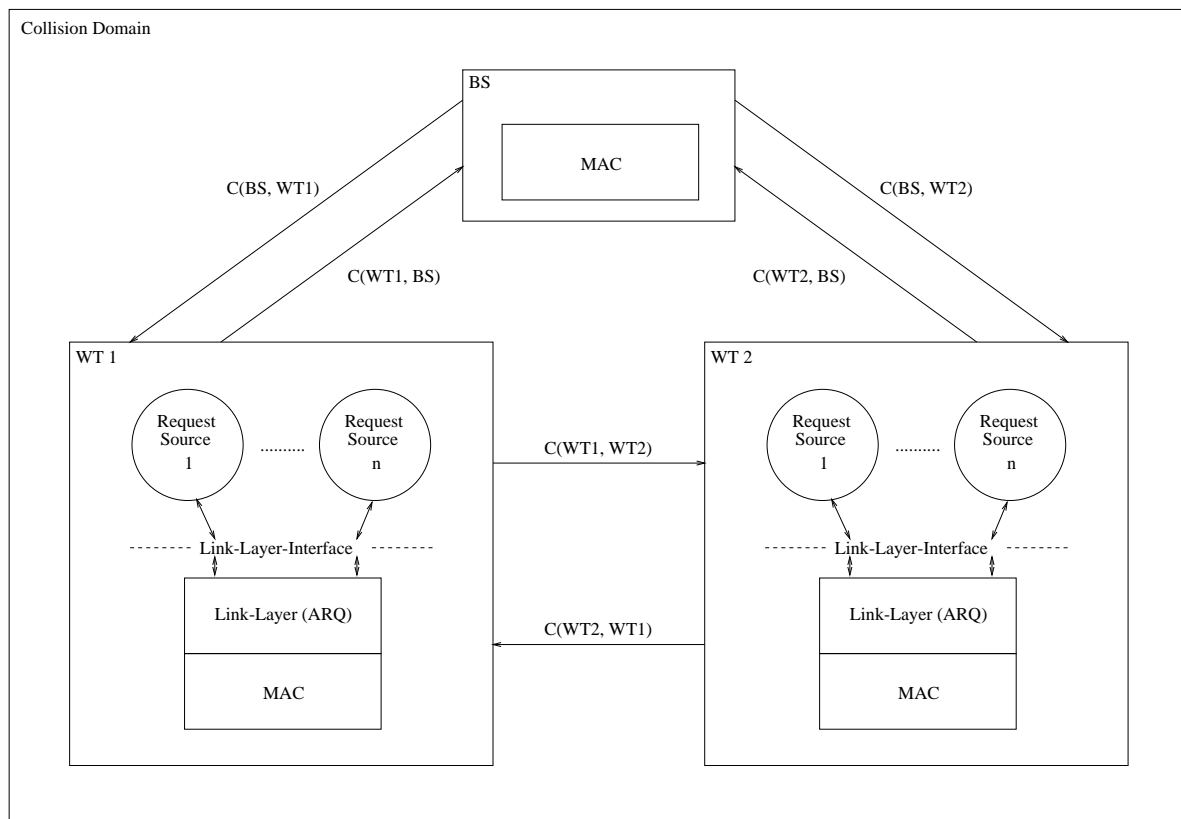 Collision Domain
BS
MAC
C(BS, WT1)
C(BS, WT2)
C(WT1, BS)
C(WT2, BS)
WT 1
Request
Source
1
..........
Request
Source
n
Link-Layer-Interface
Link-Layer (ARQ)
MAC
C(WT1, WT2)
C(WT2, WT1)
WT 2
Request
Source
1
..........
Request
Source
n
Link-Layer-Interface
Link-Layer (ARQ)
MAC